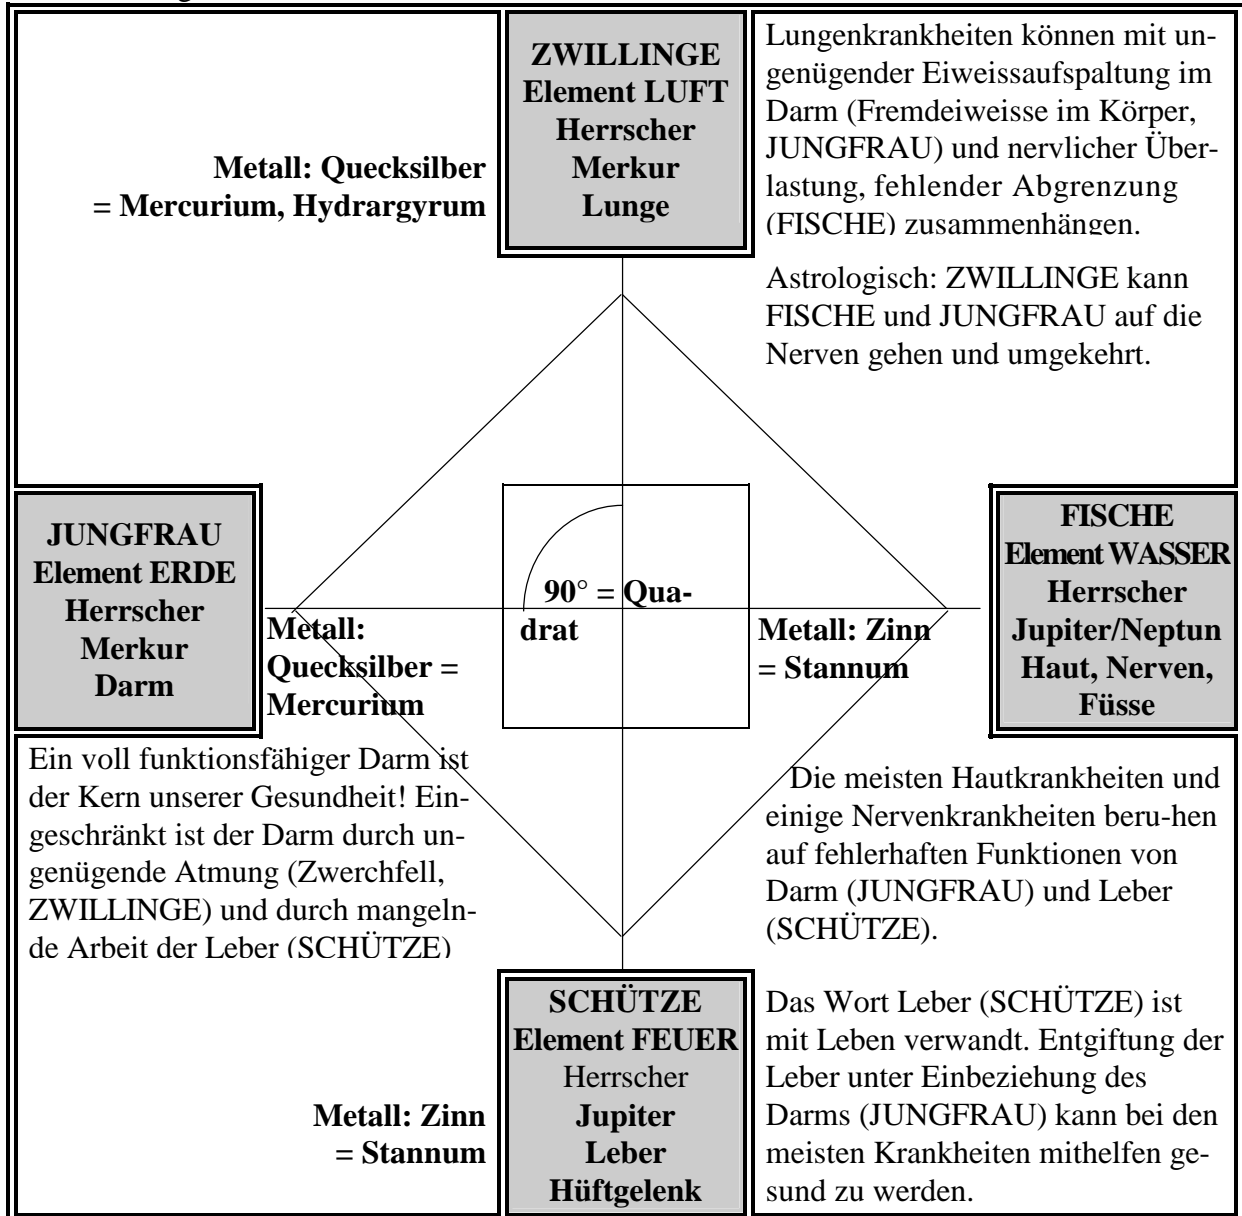 ZWILLINGE
Element LUFT
Herrscher
Merkur
Lunge
Metall: Quecksilber
= Mercurium, Hydrargyrum
Lungenkrankheiten können mit un-
genügender Eiweissaufspaltung im
Darm (Fremdeiweisse im Körper,
JUNGFRAU) und nervlicher Über-
lastung, fehlender Abgrenzung
(FISCHE) zusammenhängen.
Astrologisch: ZWILLINGE kann
FISCHE und JUNGFRAU auf die
Nerven gehen und umgekehrt.
JUNGFRAU
Element ERDE
Herrscher
Merkur
Darm
Metall:
Quecksilber =
Mercurium
90° = Qua-
drat
Metall: Zinn
= Stannum
FISCHE
Element WASSER
Herrscher
Jupiter/Neptun
Haut, Nerven,
Füsse
Ein voll funktionsfähiger Darm ist
der Kern unserer Gesundheit! Ein-
geschränkt ist der Darm durch un-
genügende Atmung (Zwerchfell,
ZWILLINGE) und durch mangeln-
de Arbeit der Leber (SCHÜTZE)
Die meisten Hautkrankheiten und
einige Nervenkrankheiten beru-hen
auf fehlerhaften Funktionen von
Darm (JUNGFRAU) und Leber
(SCHÜTZE).
SCHÜTZE
Element FEUER
Herrscher
Jupiter
Leber
Hüftgelenk
Metall: Zinn
= Stannum
Das Wort Leber (SCHÜTZE) ist
mit Leben verwandt. Entgiftung der
Leber unter Einbeziehung des
Darms (JUNGFRAU) kann bei den
meisten Krankheiten mithelfen ge-
sund zu werden.